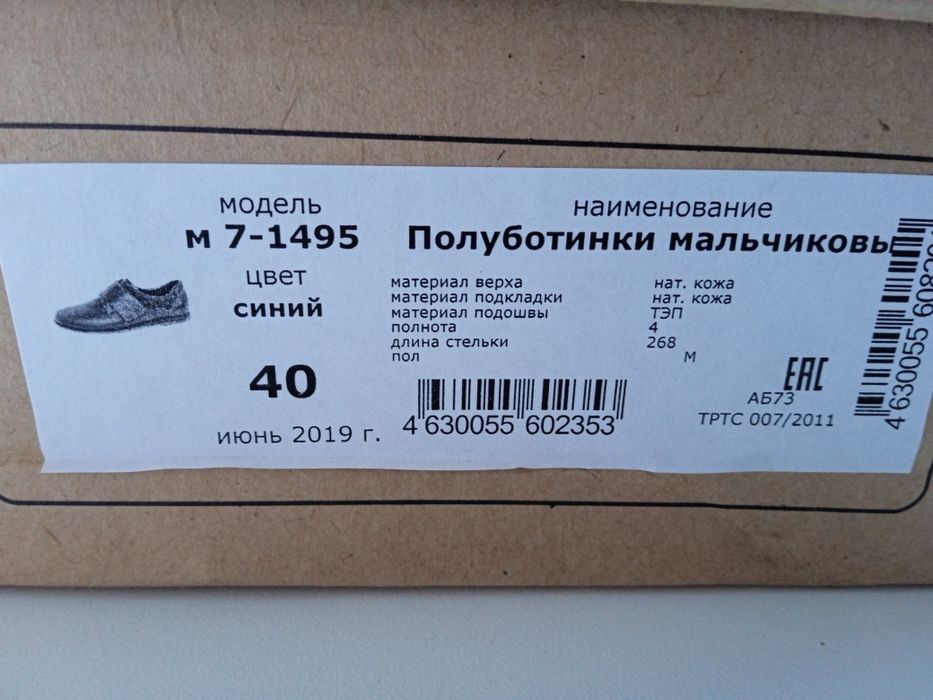 модель
м 7-1495
цвет
синий
40
июнь 2019 г.
наименование
Полуботинки мальчиковы
материал верха нат. кожа
материал подкладки нат. кожа
материал подошвы ТЭП
полнота 4
длина стельки 268
пол М
4 630055 602353
ЕАС
АБ73
ТРТС 007/2011
4 630055